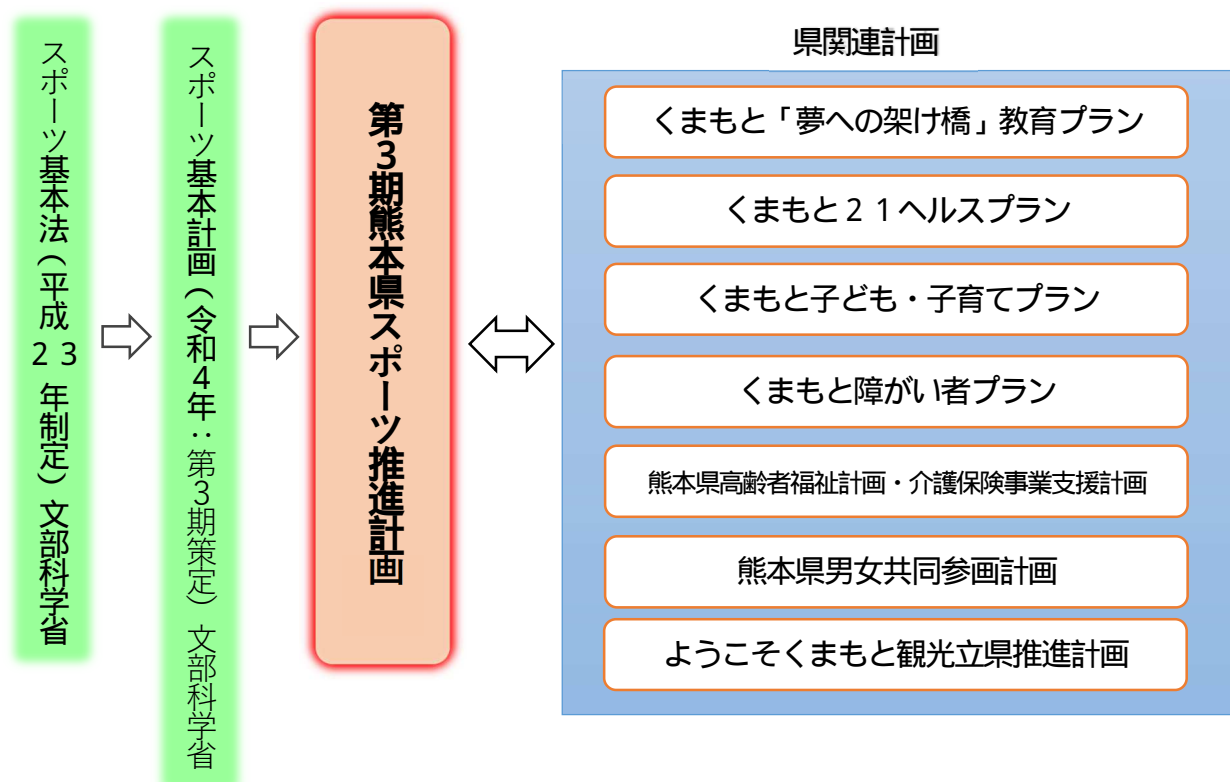 スポーツ基本法(平成23年制定)文部科学省
スポーツ基本計画(令和4年:第3期策定)文部科学省
第3期熊本県スポーツ推進計画
県関連計画
くまもと「夢への架け橋」教育プラン
くまもと21ヘルスプラン
くまもと子ども・子育てプラン
くまもと障がい者プラン
熊本県高齢者福祉計画・介護保険事業支援計画
熊本県男女共同参画計画
ようこそくまもと観光立県推進計画